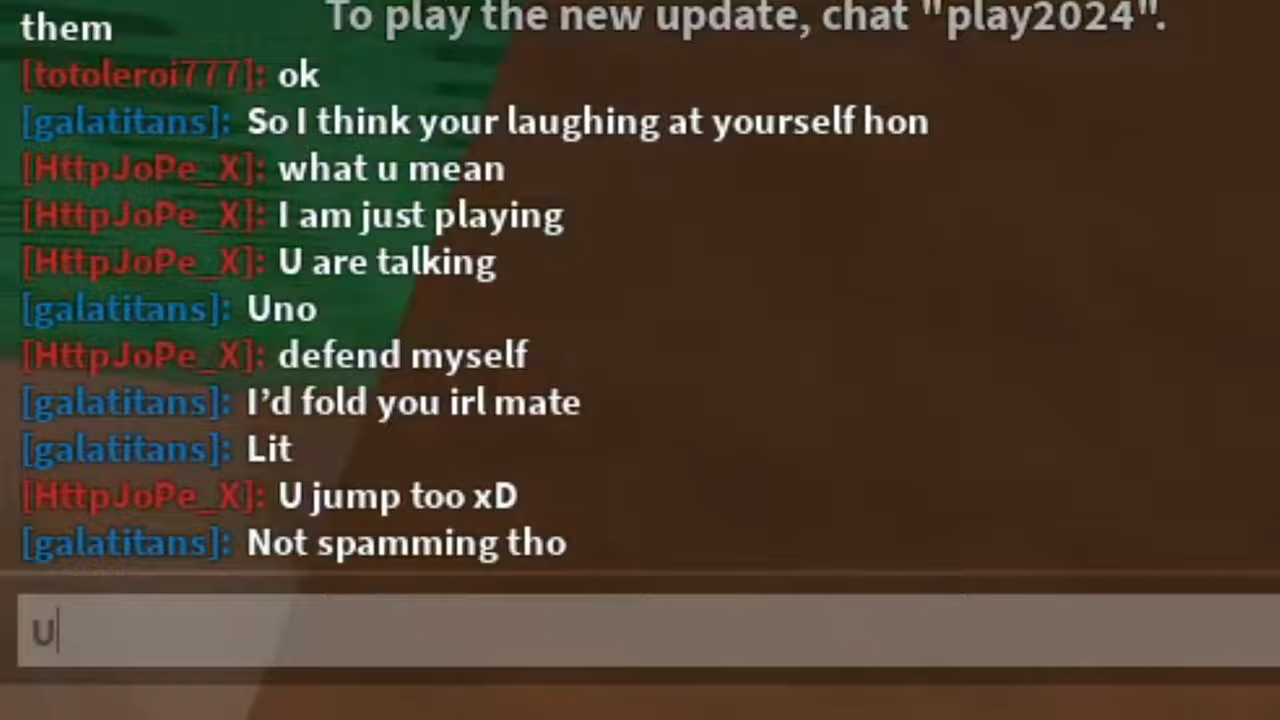 To play the new update, chat "play2024".
them
[totoleroi777]: ok
[galatitans]: So I think your laughing at yourself hon
[HttpJoPe_X]: what u mean
[HttpJoPe_X]: I am just playing
[HttpJoPe_X]: U are talking
[galatitans]: Uno
[HttpJoPe_X]: defend myself
[galatitans]: I’d fold you irl mate
[galatitans]: Lit
[HttpJoPe_X]: U jump too xD
[galatitans]: Not spamming tho
U